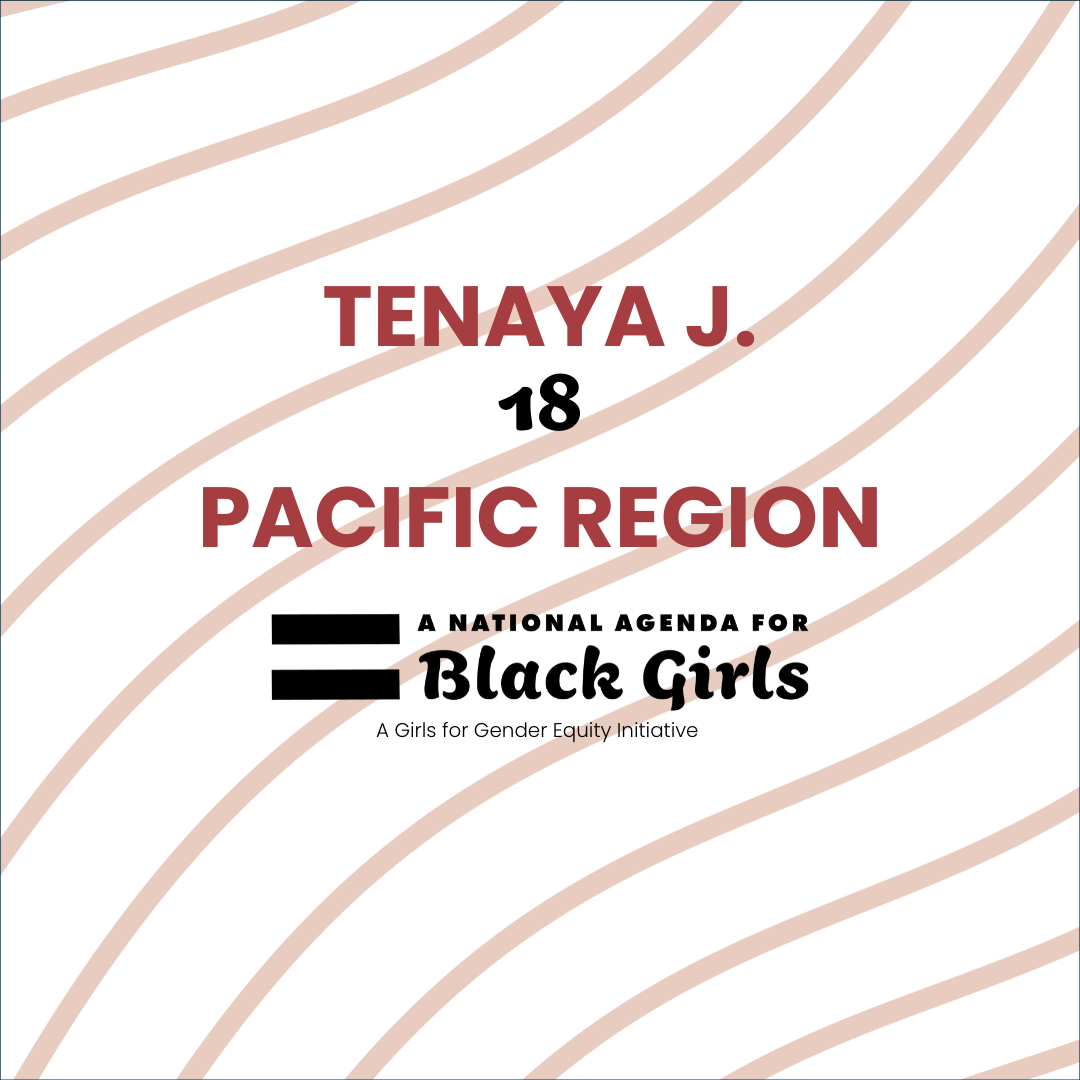 TENAYA J.
18
PACIFIC REGION
A NATIONAL AGENDA FOR
Black Girls
A Girls for Gender Equity Initiative